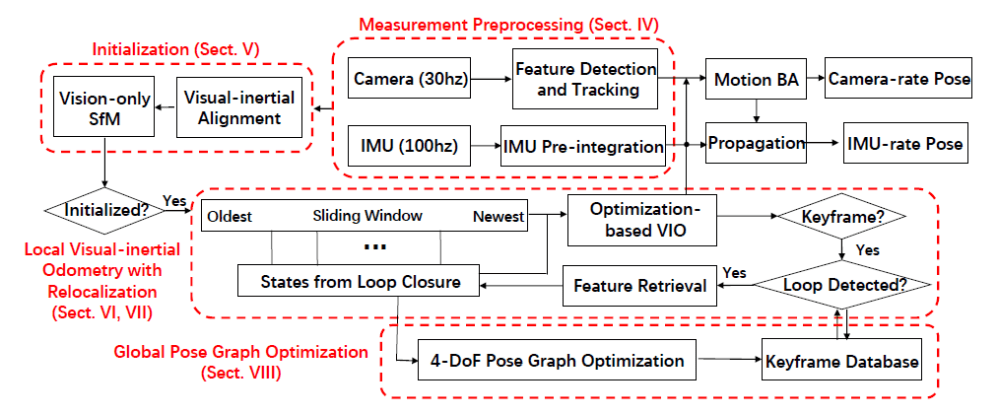 Measurement Preprocessing (Sect. IV)
Initialization (Sect. V)
Vision-only
SfM
Visual-inertial
Alignment
Camera (30hz)
Feature Detection
and Tracking
Motion BA
Camera-rate Pose
IMU (100hz)
IMU Pre-integration
Propagation
IMU-rate Pose
Initialized?
Yes
Oldest
Sliding Window
Newest
...
Optimization-
based VIO
Keyframe?
Yes
Local Visual-inertial
Odometry with
Relocalization
(Sect. VI, VII)
States from Loop Closure
Feature Retrieval
Yes
Loop Detected?
Global Pose Graph Optimization
(Sect. VIII)
4-DoF Pose Graph Optimization
Keyframe Database